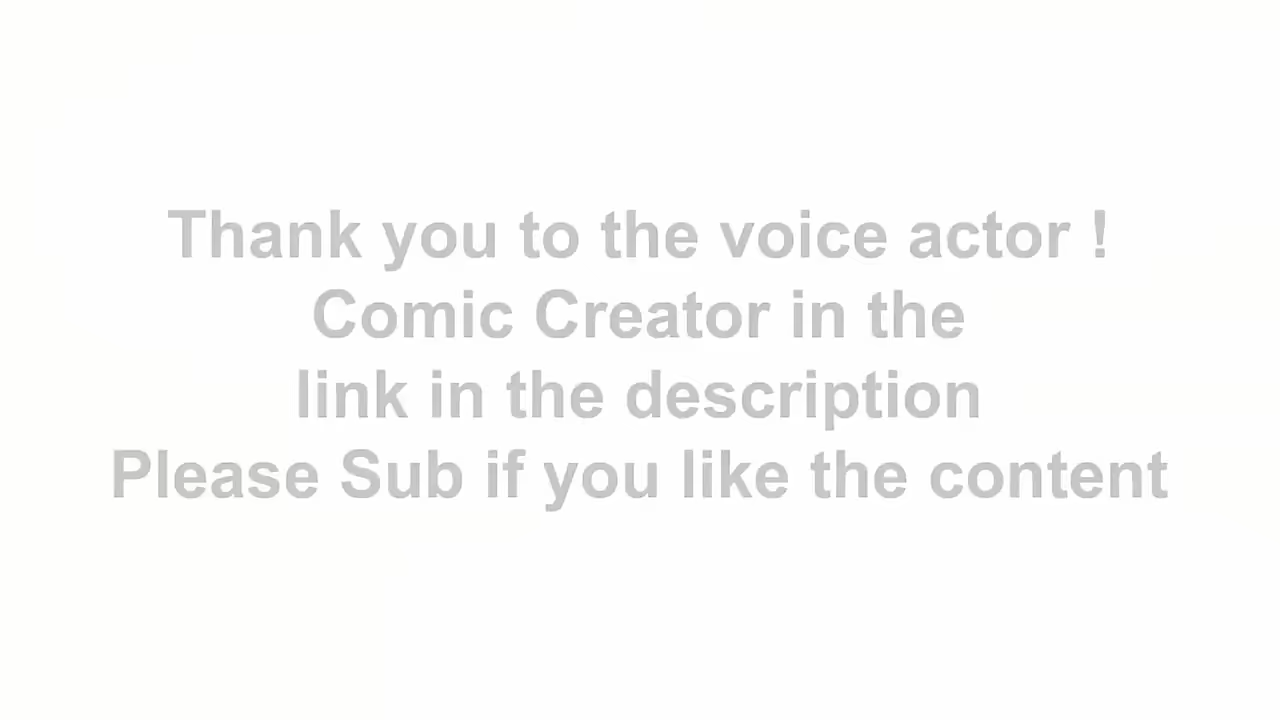 Thank you to the voice actor !
Comic Creator in the
link in the description
Please Sub if you like the content